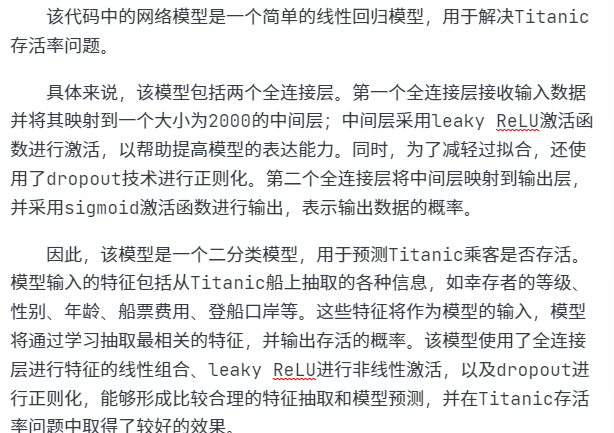 该代码中的网络模型是一个简单的线性回归模型，用于解决Titanic
存活率问题。
具体来说，该模型包括两个全连接层。第一个全连接层接收输入数据
并将其映射到一个大小为2000的中间层；中间层采用leaky ReLU激活函
数进行激活，以帮助提高模型的表达能力。同时，为了减轻过拟合，还使
用了dropout技术进行正则化。第二个全连接层将中间层映射到输出层，
并采用sigmoid激活函数进行输出，表示输出数据的概率。
因此，该模型是一个二分类模型，用于预测Titanic乘客是否存活。
模型输入的特征包括从Titanic船上抽取的各种信息，如幸存者的等级、
性别、年龄、船票费用、登船口岸等。这些特征将作为模型的输入，模型
将通过学习抽取最相关的特征，并输出存活的概率。该模型使用了全连接
层进行特征的线性组合、leaky ReLU进行非线性激活，以及dropout进
行正则化，能够形成比较合理的特征抽取和模型预测，并在Titanic存活
率问题中取得了较好的效果。